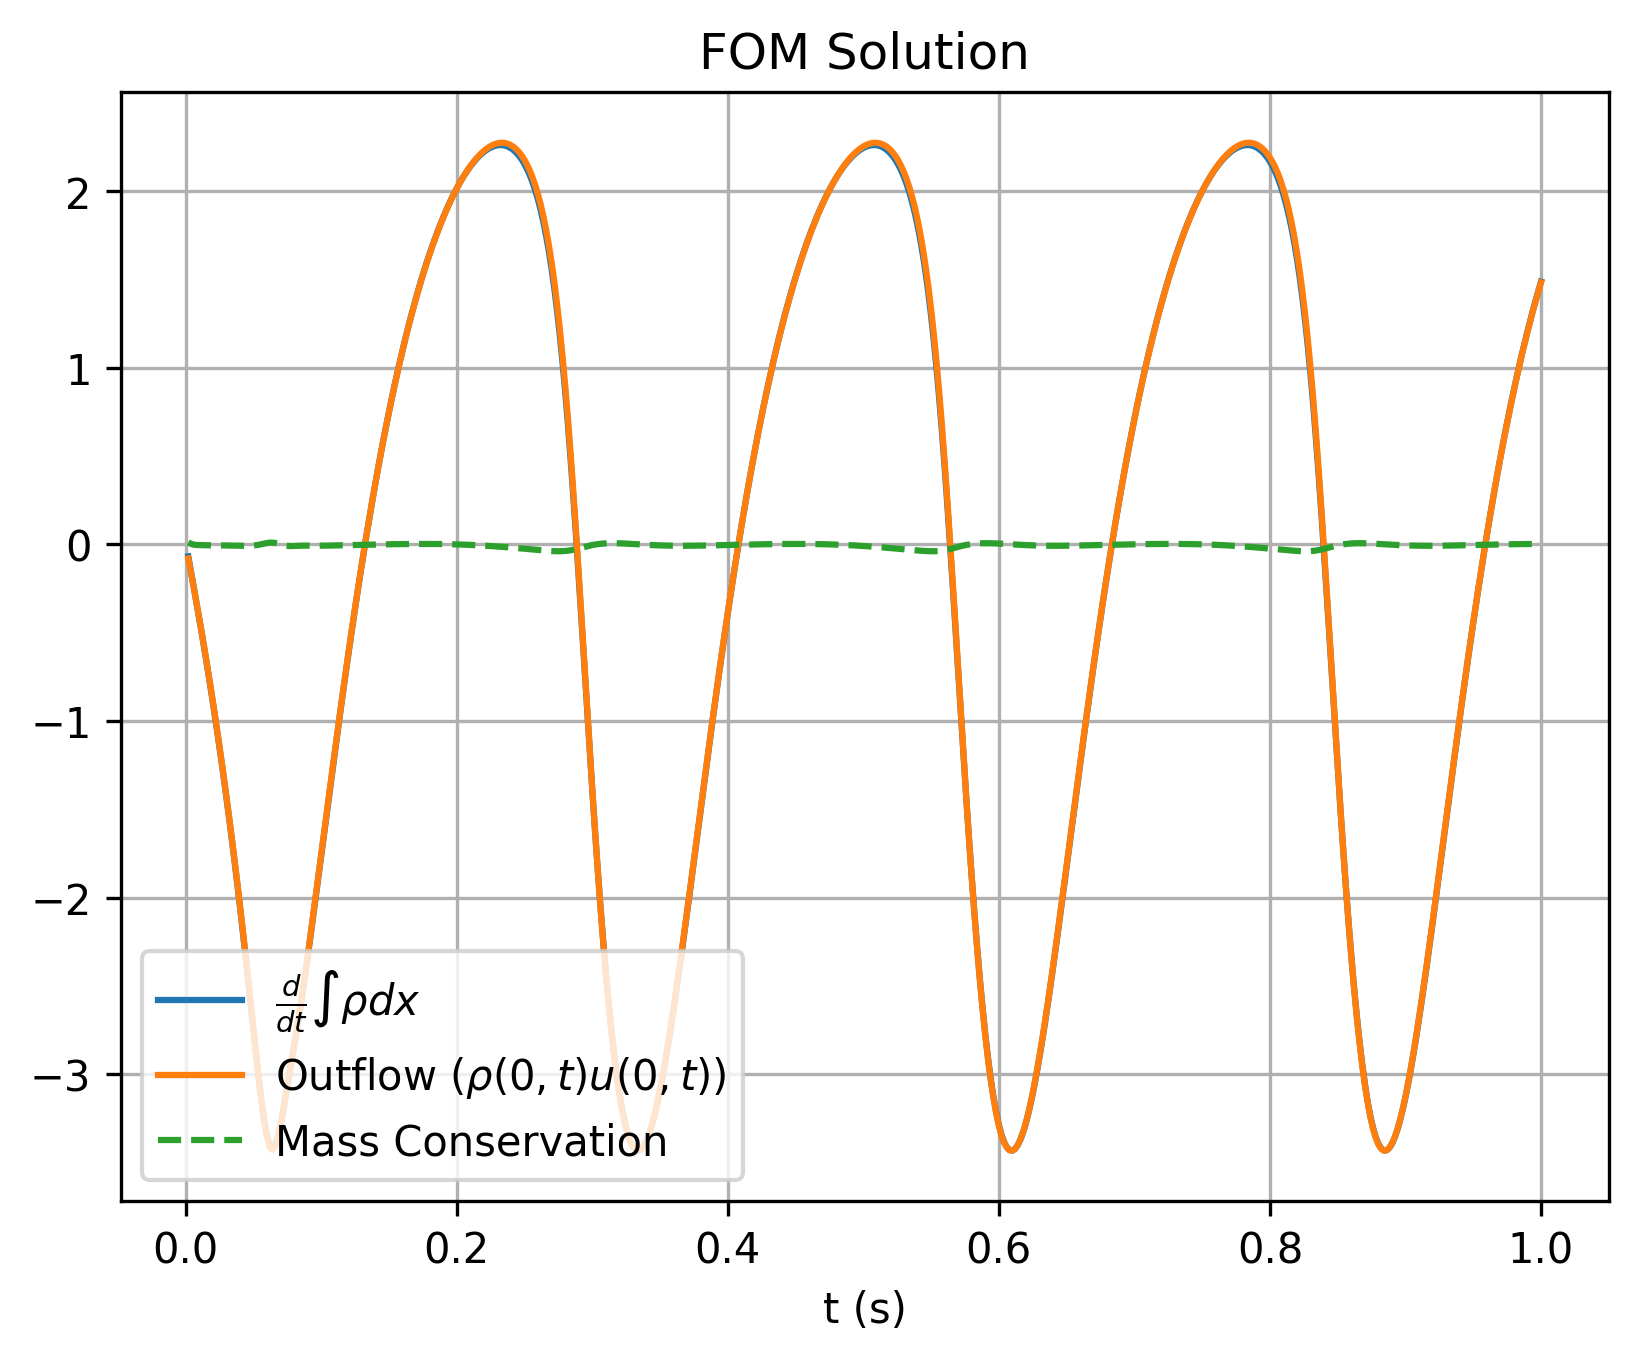 FOM Solution
2
1
0
−1
−2
−3
d/dt ∫ρdx
Outflow (ρ(0, t)u(0, t))
Mass Conservation
0.0 0.2 0.4 0.6 0.8 1.0
t (s)